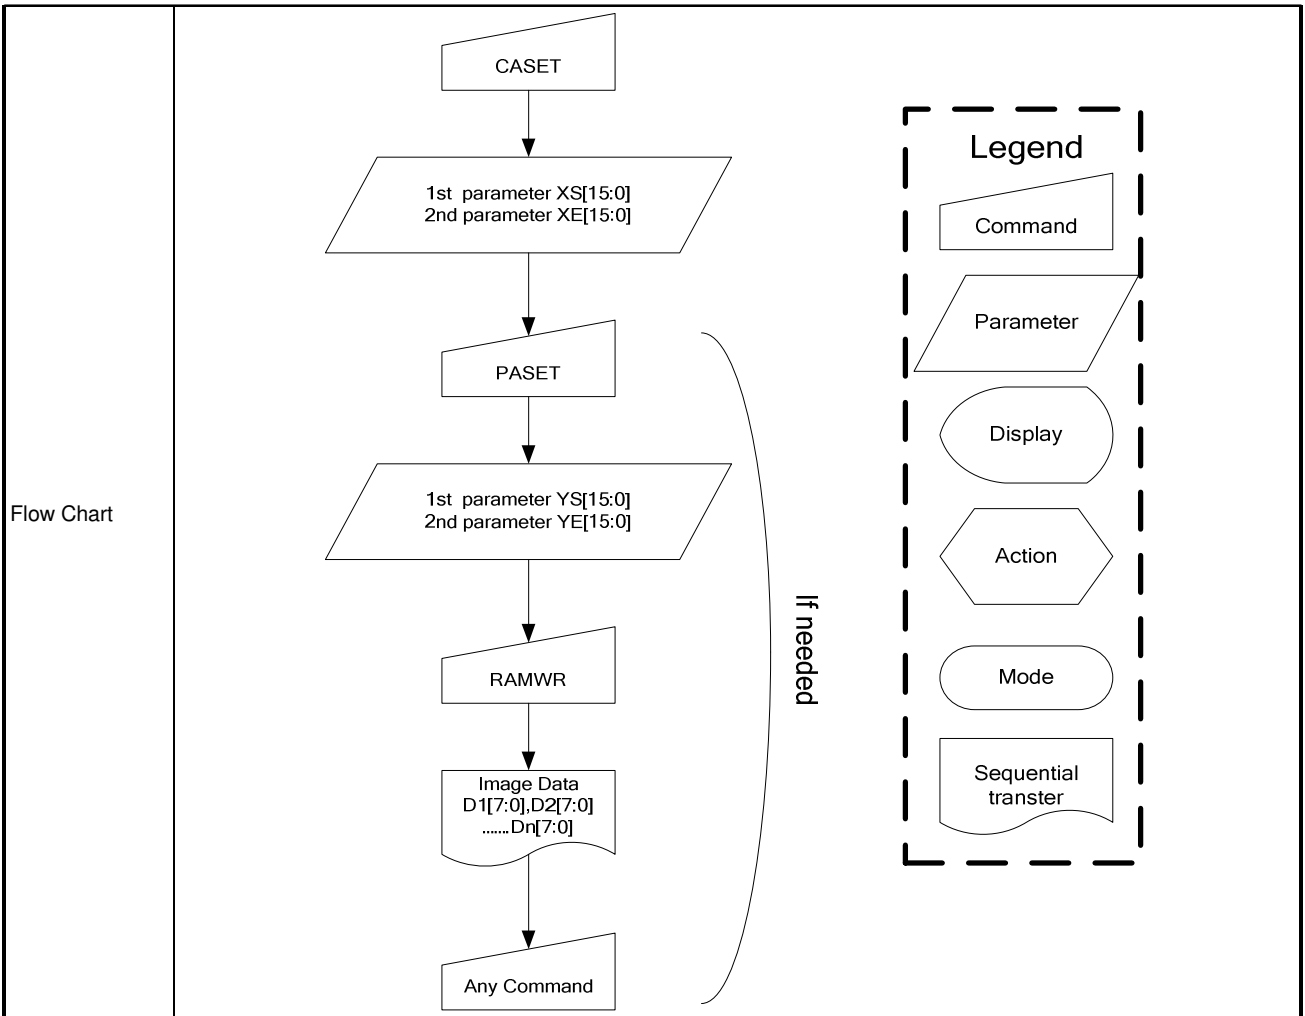 Flow Chart
CASET
1st parameter XS[15:0]
2nd parameter XE[15:0]
PASET
1st parameter YS[15:0]
2nd parameter YE[15:0]
RAMWR
Image Data
D1[7:0],D2[7:0]
.......Dn[7:0]
Any Command
If needed
Legend
Command
Parameter
Display
Action
Mode
Sequential
transter